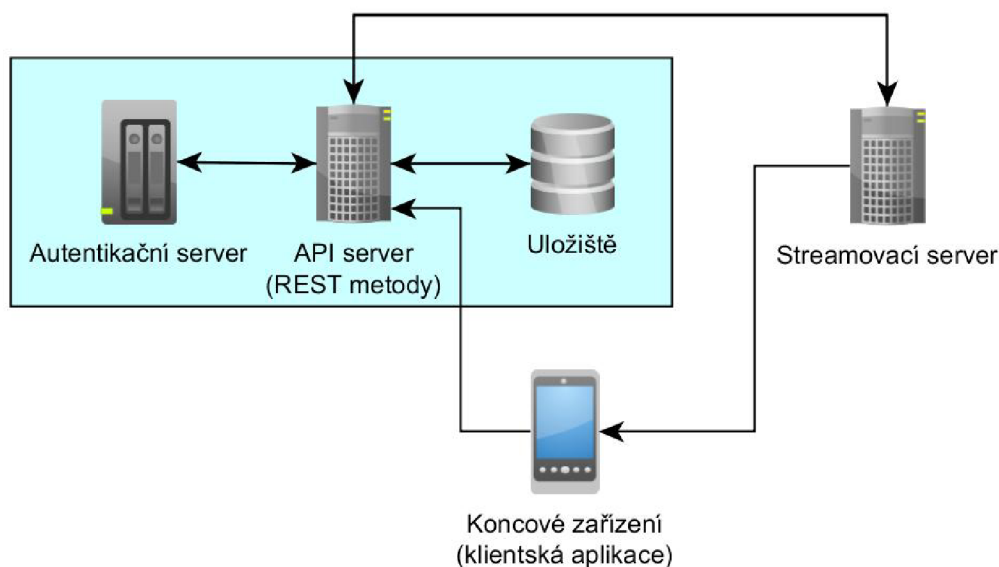 Autentikační server
API server
(REST metody)
Uložiště
Streamovací server
Koncové zařízení
(klientská aplikace)